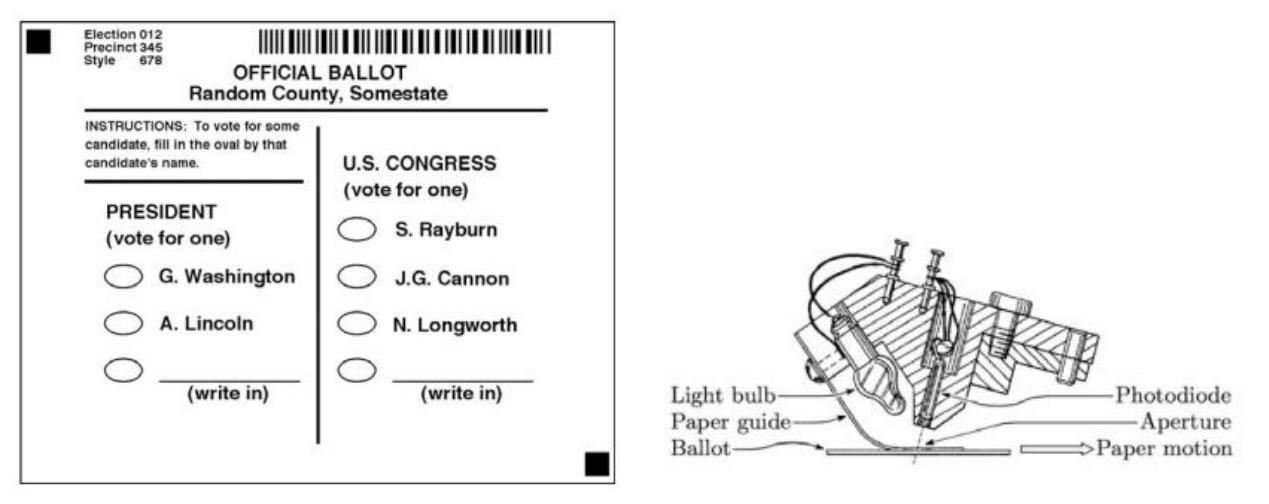 Election 012
Precinct 345
Style 678
OFFICIAL BALLOT
Random County, Somestate
INSTRUCTIONS: To vote for some
candidate, fill in the oval by that
candidate's name.
PRESIDENT
(vote for one)
G. Washington
A. Lincoln
(write in)
U.S. CONGRESS
(vote for one)
S. Rayburn
J.G. Cannon
N. Longworth
(write in)
Light bulb
Paper guide
Ballot
Photodiode
Aperture
Paper motion